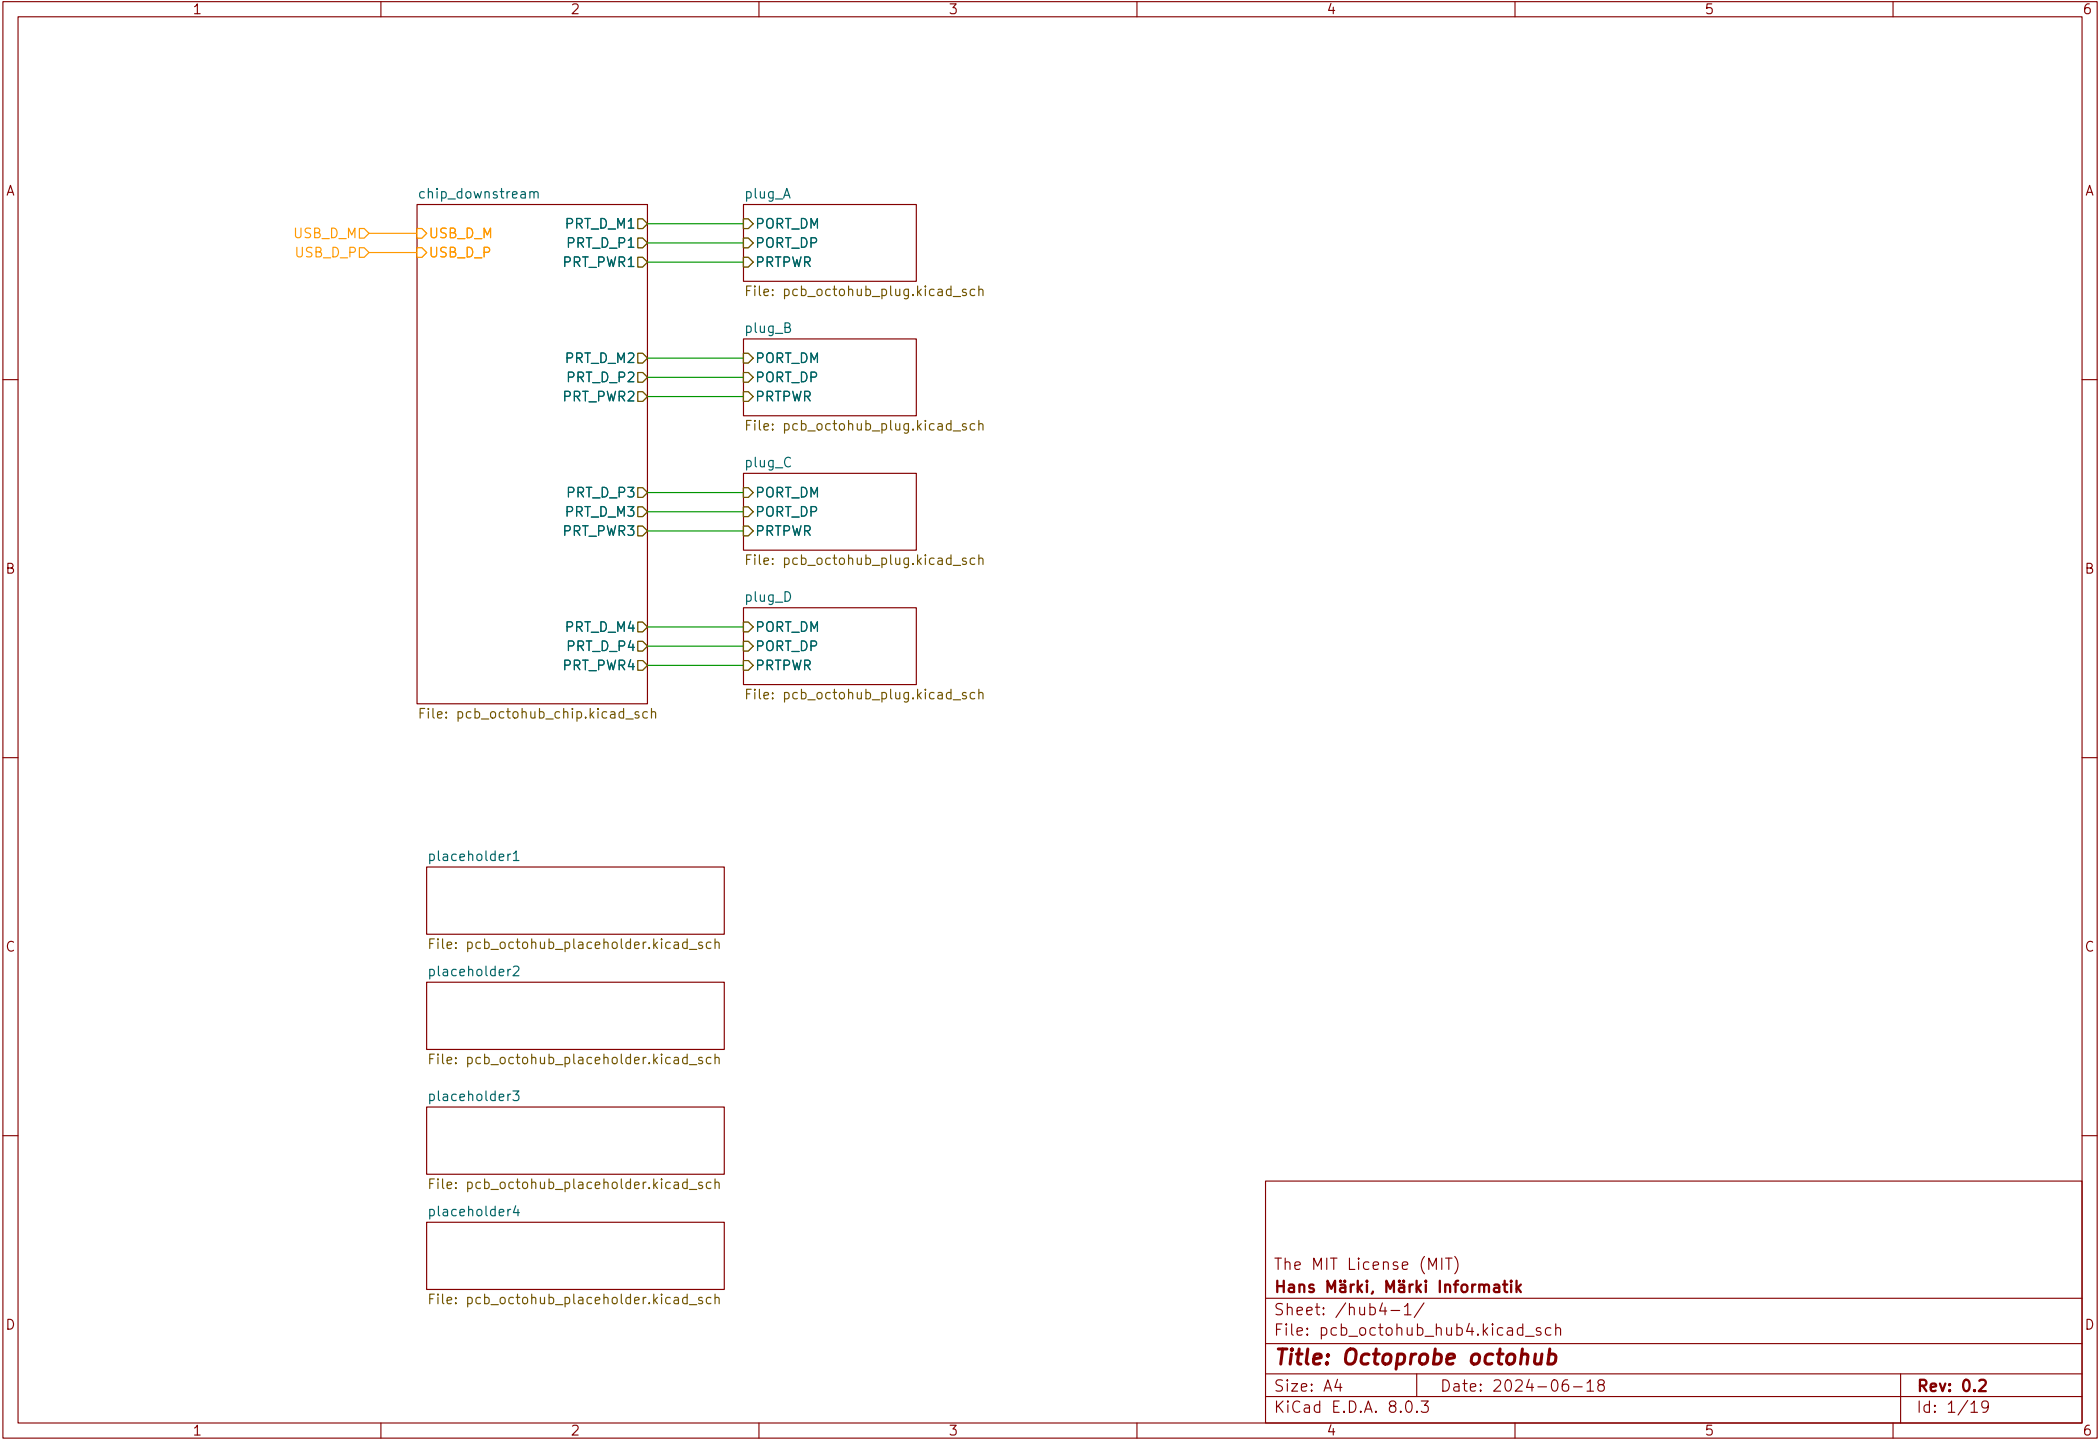 1 2 3 4 5 6
A A
B B
C C
D D
chip_downstream
USB_D_M USB_D_M
USB_D_P USB_D_P
PRT_D_M1
PRT_D_P1
PRT_PWR1
PRT_D_M2
PRT_D_P2
PRT_PWR2
PRT_D_P3
PRT_D_M3
PRT_PWR3
PRT_D_M4
PRT_D_P4
PRT_PWR4
File: pcb_octohub_chip.kicad_sch
plug_A
PORT_DM
PORT_DP
PRTPWR
File: pcb_octohub_plug.kicad_sch
plug_B
PORT_DM
PORT_DP
PRTPWR
File: pcb_octohub_plug.kicad_sch
plug_C
PORT_DM
PORT_DP
PRTPWR
File: pcb_octohub_plug.kicad_sch
plug_D
PORT_DM
PORT_DP
PRTPWR
File: pcb_octohub_plug.kicad_sch
placeholder1
File: pcb_octohub_placeholder.kicad_sch
placeholder2
File: pcb_octohub_placeholder.kicad_sch
placeholder3
File: pcb_octohub_placeholder.kicad_sch
placeholder4
File: pcb_octohub_placeholder.kicad_sch
The MIT License (MIT)
Hans Märki, Märki Informatik
Sheet: /hub4-1/
File: pcb_octohub_hub4.kicad_sch
Title: Octoprobe octohub
Size: A4 Date: 2024-06-18 Rev: 0.2
KiCad E.D.A. 8.0.3 Id: 1/19
1 2 3 4 5 6